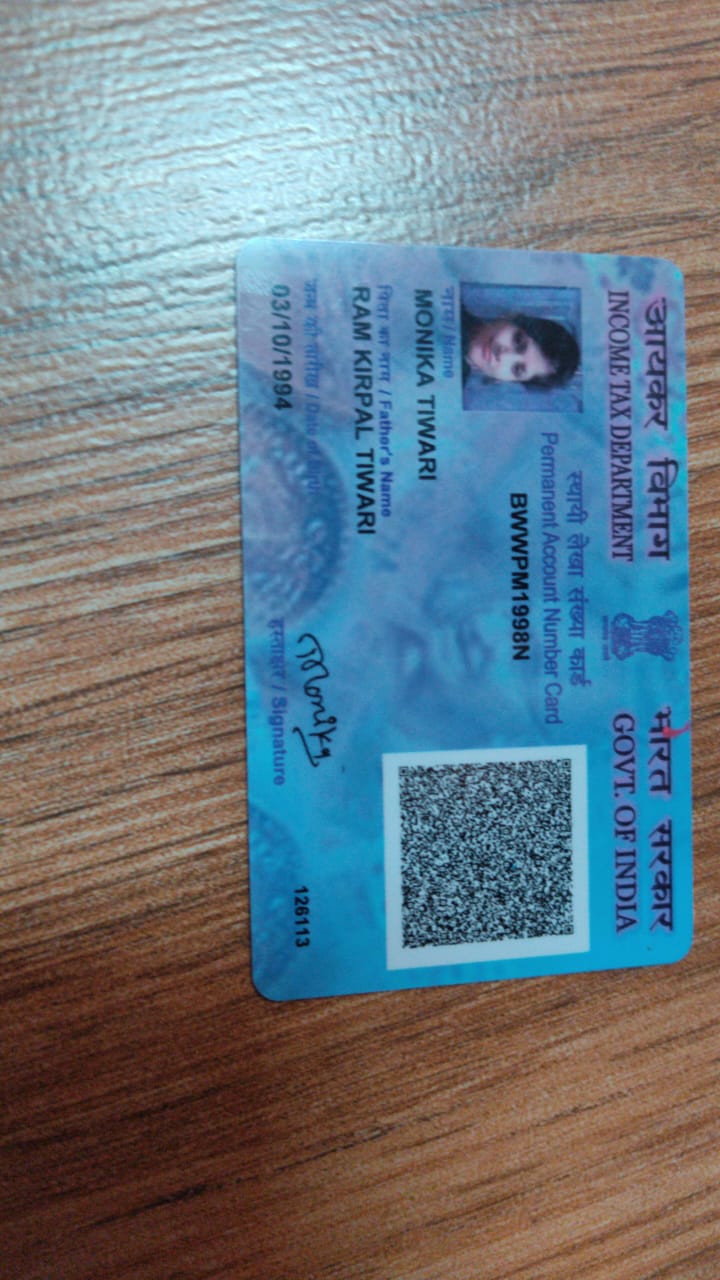 आयकर विभाग
INCOME TAX DEPARTMENT
भारत सरकार
GOVT. OF INDIA
स्थायी लेखा संख्या कार्ड
Permanent Account Number Card
BWWPM1998N
नाम / Name
MONIKA TIWARI
पिता का नाम / Father's Name
RAM KIRPAL TIWARI
जन्म की तारीख / Date of Birth
03/10/1994
Monika
हस्ताक्षर / Signature
126113